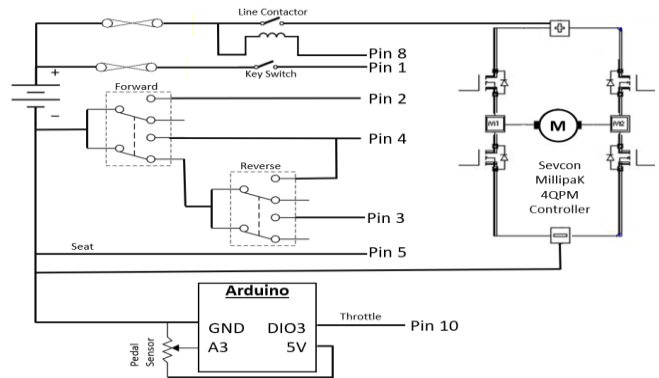 Line Contactor
Pin 8
+
Pin 1
Key Switch
Forward
+
−
Pin 2
Pin 4
M1
M
M2
Reverse
Sevcon
MillipaK
4QPM
Controller
Pin 3
Seat
Pin 5
−
Arduino
GND DIO3
Throttle
Pin 10
A3 5V
Pedal
Sensor